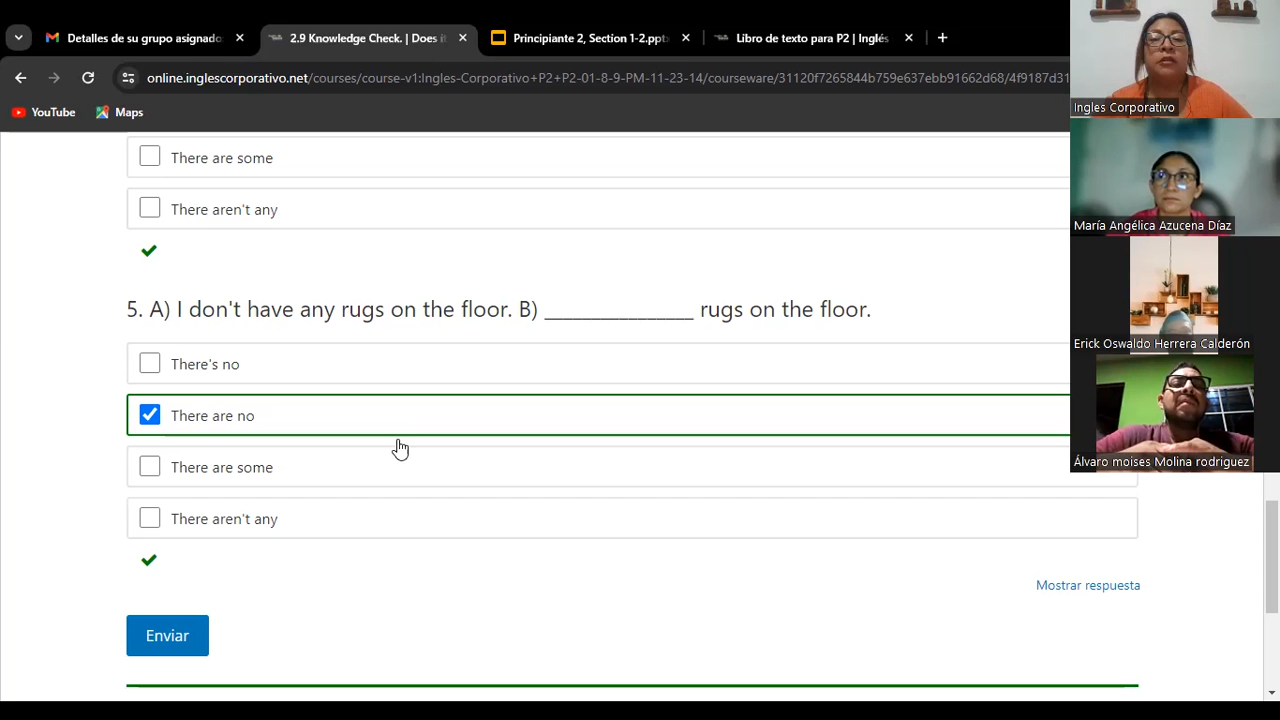 Detalles de su grupo asignado
2.9 Knowledge Check. | Does it
Principiante 2, Section 1-2.pptx
Libro de texto para P2 | Inglés
online.inglescorporativo.net/courses/course-v1:Ingles-Corporativo+P2+P2-01-8-9-PM-11-23-14/courseware/31120f7265844b759e637ebb91662d68/4f9187d31
YouTube
Maps
There are some
There aren't any
5. A) I don't have any rugs on the floor. B) ________________ rugs on the floor.
There's no
There are no
There are some
There aren't any
Mostrar respuesta
Enviar
Ingles Corporativo
María Angélica Azucena Díaz
Erick Oswaldo Herrera Calderón
Álvaro moises Molina rodriguez